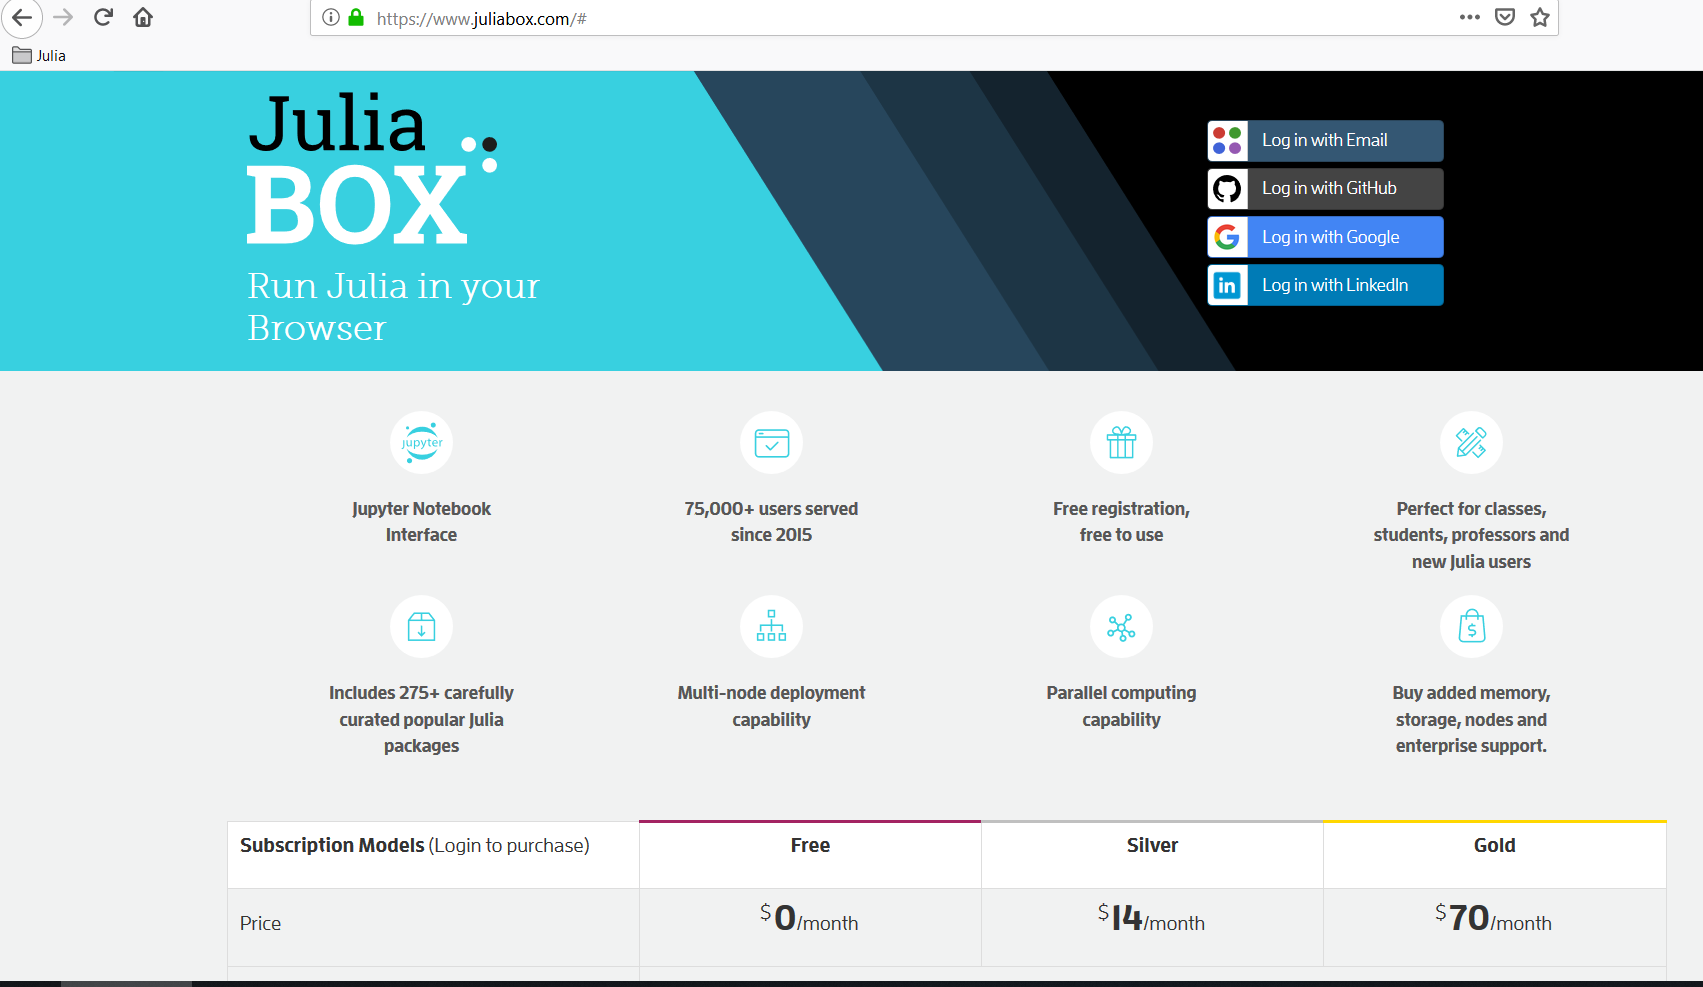 https://www.juliabox.com/#
Julia
Julia
BOX
Run Julia in your
Browser
Log in with Email
Log in with GitHub
Log in with Google
in Log in with LinkedIn
jupyter
Jupyter Notebook
Interface
75,000+ users served
since 2015
Free registration,
free to use
Perfect for classes,
students, professors and
new Julia users
Includes 275+ carefully
curated popular Julia
packages
Multi-node deployment
capability
Parallel computing
capability
$
Buy added memory,
storage, nodes and
enterprise support.
Subscription Models (Login to purchase) Free Silver Gold
Price $0/month $14/month $70/month